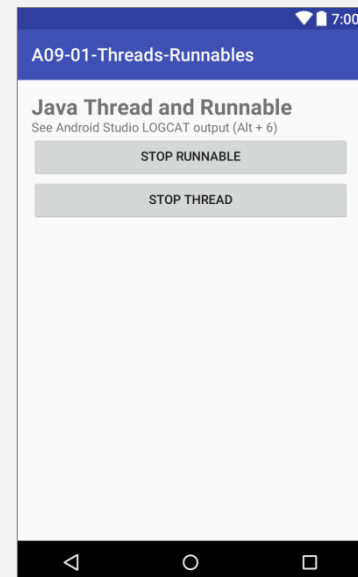 7:00
A09-01-Threads-Runnables
Java Thread and Runnable
See Android Studio LOGCAT output (Alt + 6)
STOP RUNNABLE
STOP THREAD